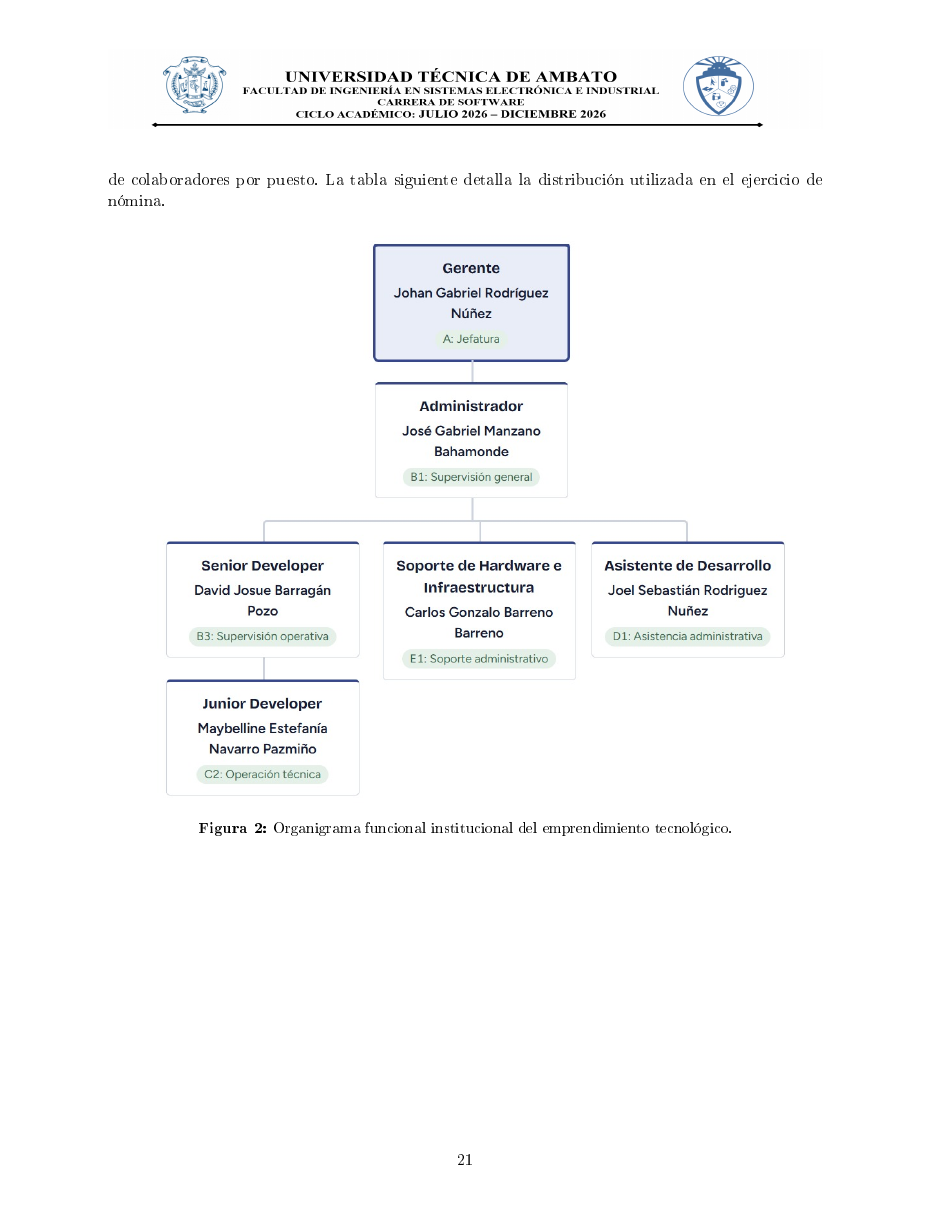 UNIVERSIDAD TÉCNICA DE AMBATO
FACULTAD DE INGENIERÍA EN SISTEMAS ELECTRÓNICA E INDUSTRIAL
CARRERA DE SOFTWARE
CICLO ACADÉMICO: JULIO 2026 – DICIEMBRE 2026
de colaboradores por puesto. La tabla siguiente detalla la distribución utilizada en el ejercicio de
nómina.
Gerente
Johan Gabriel Rodríguez
Núñez
A: Jefatura
Administrador
José Gabriel Manzano
Bahamonde
B1: Supervisión general
Senior Developer
David Josue Barragán
Pozo
B3: Supervisión operativa
Soporte de Hardware e
Infraestructura
Carlos Gonzalo Barreno
Barreno
E1: Soporte administrativo
Asistente de Desarrollo
Joel Sebastián Rodriguez
Nuñez
D1: Asistencia administrativa
Junior Developer
Maybelline Estefanía
Navarro Pazmiño
C2: Operación técnica
Figura 2: Organigrama funcional institucional del emprendimiento tecnológico.
21